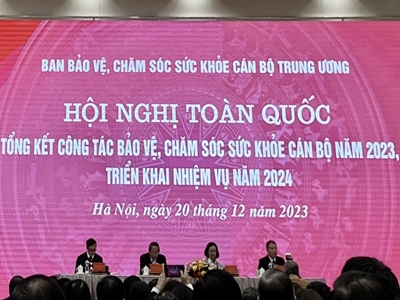 BAN BẢO VỆ, CHĂM SÓC SỨC KHỎE CÁN BỘ TRUNG ƯƠNG
HỘI NGHỊ TOÀN QUỐC
TỔNG KẾT CÔNG TÁC BẢO VỆ, CHĂM SÓC SỨC KHỎE CÁN BỘ NĂM 2023,
TRIỂN KHAI NHIỆM VỤ NĂM 2024
Hà Nội, ngày 20 tháng 12 năm 2023